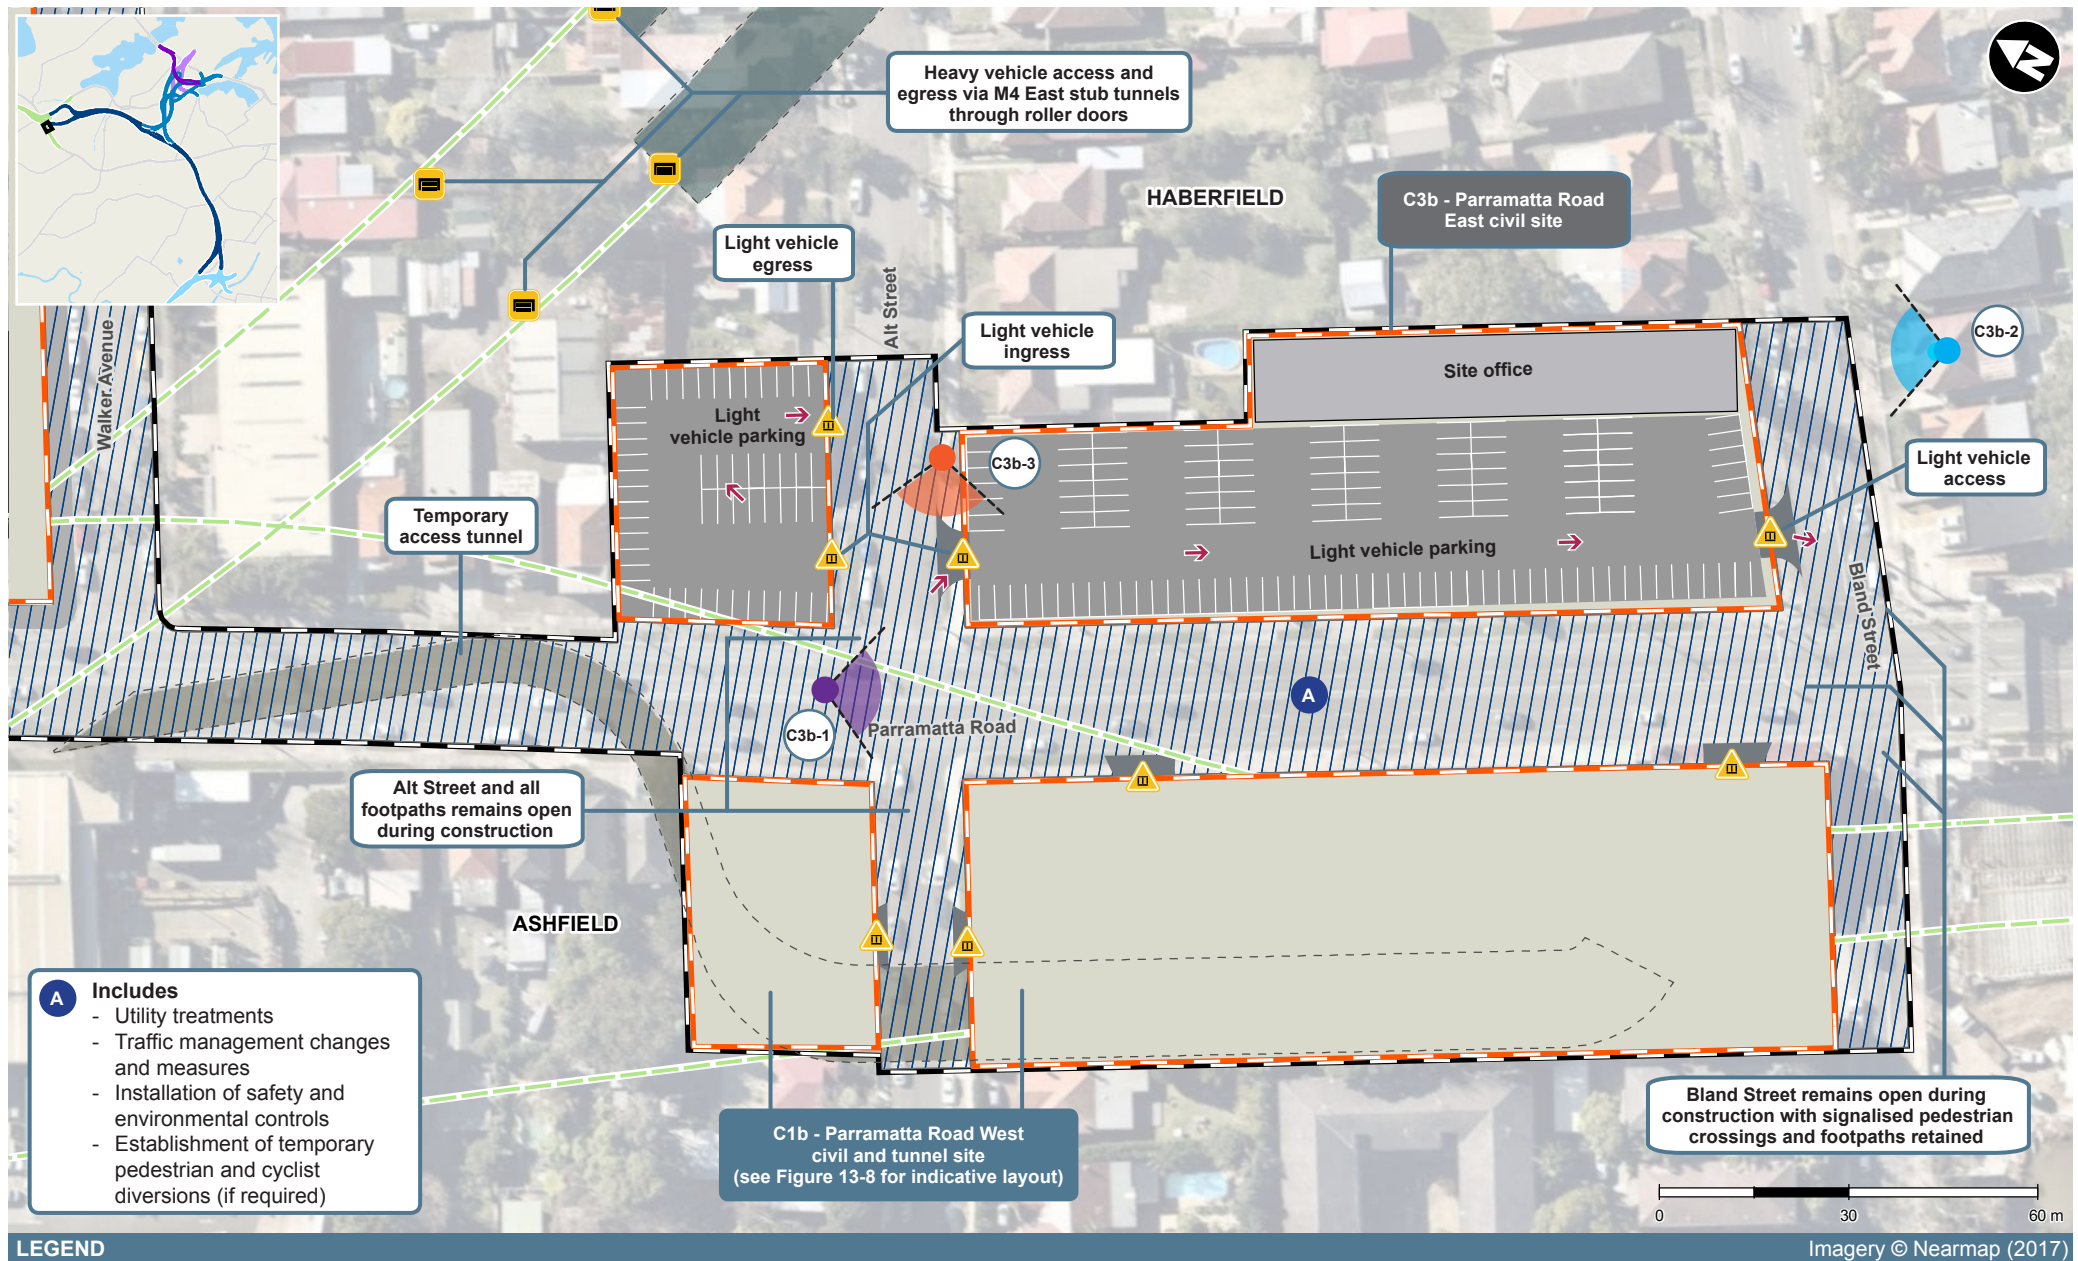 Heavy vehicle access and
egress via M4 East stub tunnels
through roller doors
N
HABERFIELD
C3b - Parramatta Road
East civil site
Light vehicle
egress
Alt Street
Light vehicle
ingress
C3b-2
Walker Avenue
Site office
Light
vehicle parking
C3b-3
Light vehicle
access
Temporary
access tunnel
Light vehicle parking
Bland Street
A
C3b-1
Parramatta Road
Alt Street and all
footpaths remains open
during construction
ASHFIELD
A
Includes
- Utility treatments
- Traffic management changes
and measures
- Installation of safety and
environmental controls
- Establishment of temporary
pedestrian and cyclist
diversions (if required)
C1b - Parramatta Road West
civil and tunnel site
(see Figure 13-8 for indicative layout)
Bland Street remains open during
construction with signalised pedestrian
crossings and footpaths retained
0 30 60 m
LEGEND
Imagery © Nearmap (2017)